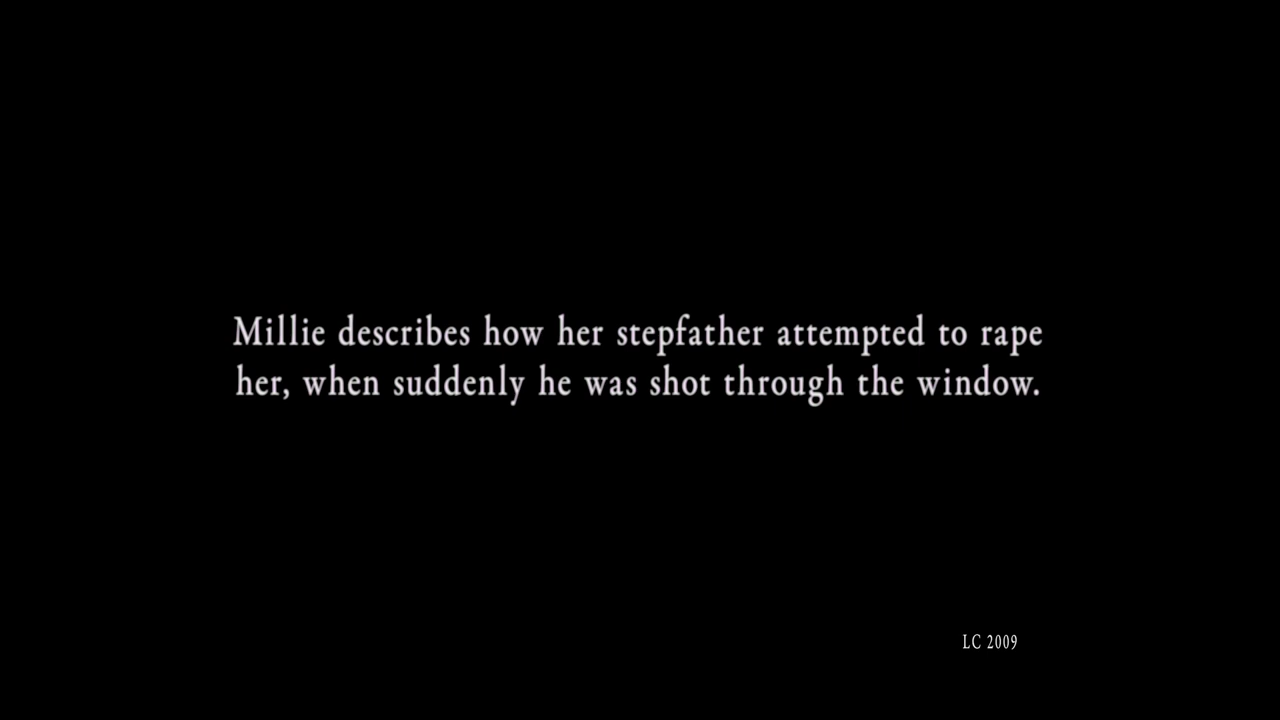 Millie describes how her stepfather attempted to rape
her, when suddenly he was shot through the window.
LC 2009